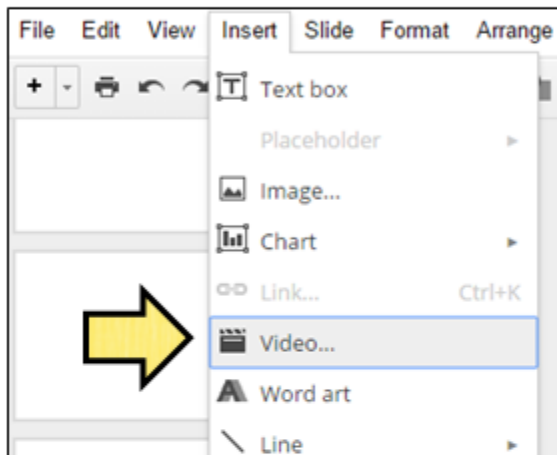 File Edit View Insert Slide Format Arrange
Text box
Placeholder
Image...
Chart
Link... Ctrl+K
Video...
Word art
Line